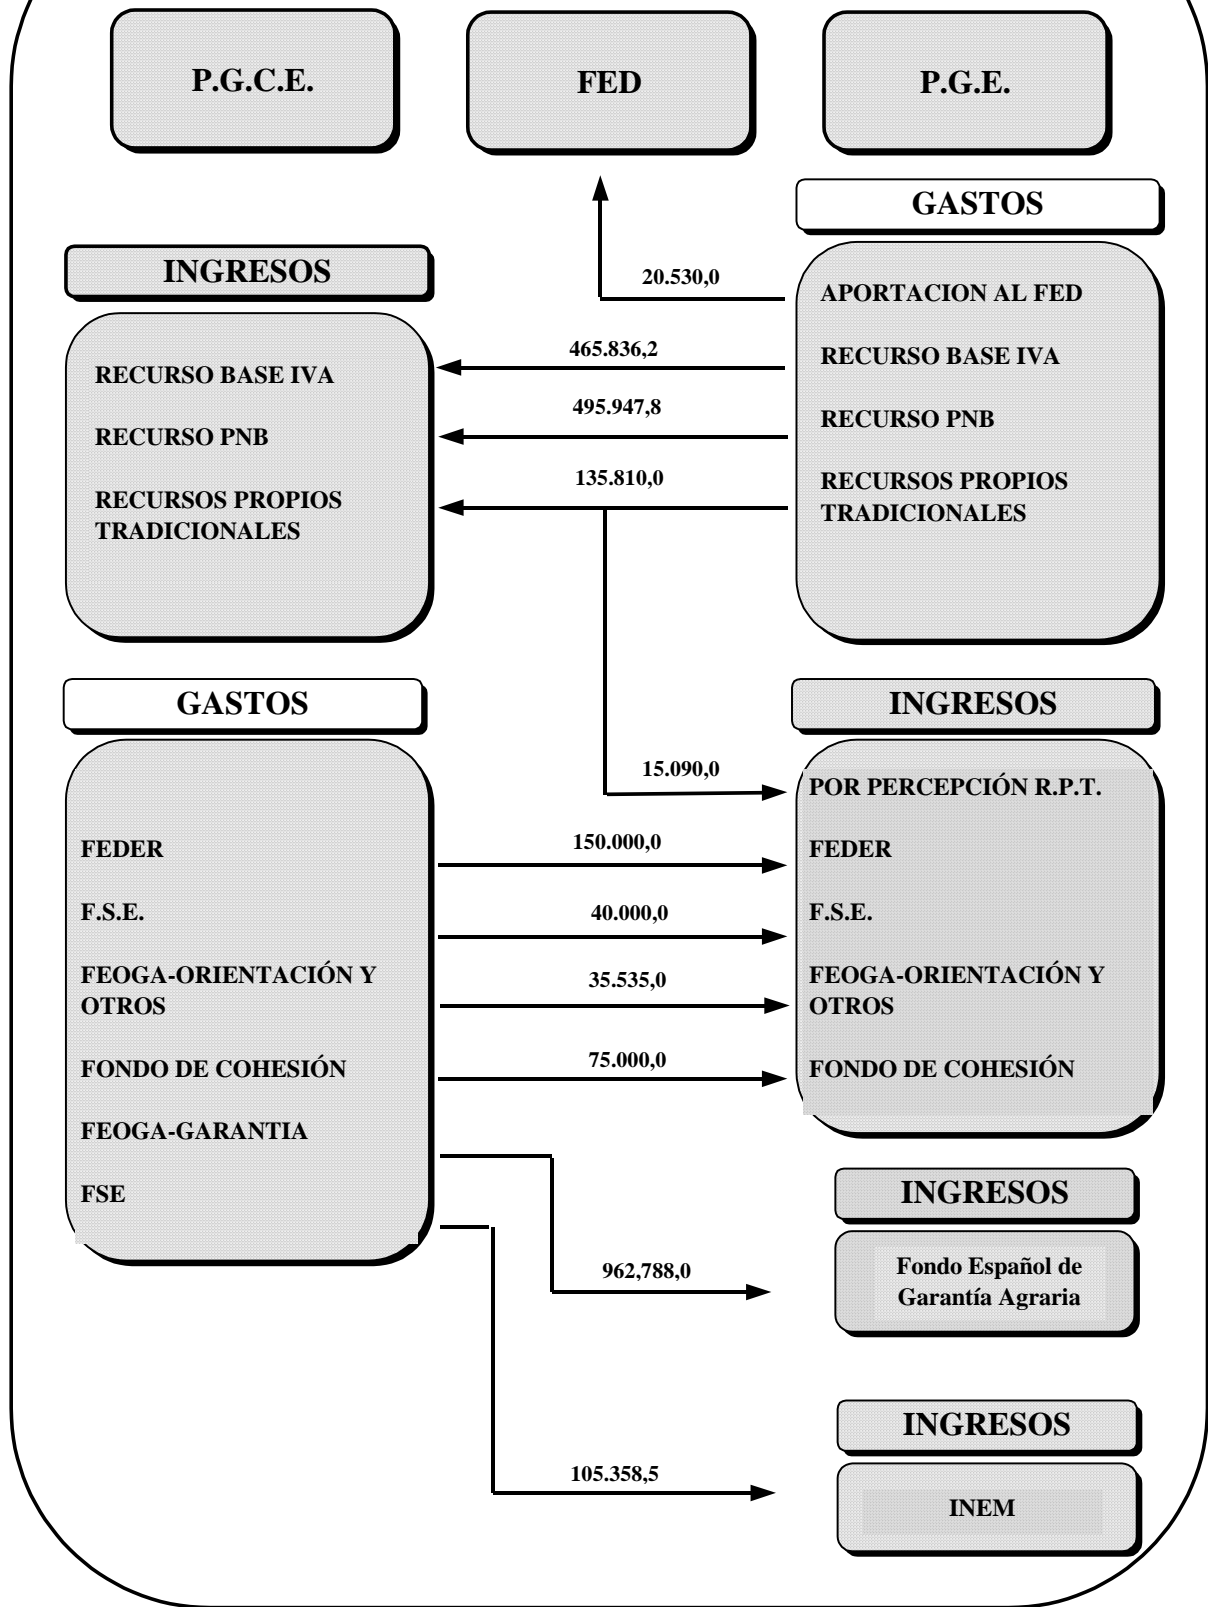 P.G.C.E.
FED
P.G.E.
GASTOS
INGRESOS
20.530,0
APORTACION AL FED
465.836,2
RECURSO BASE IVA
RECURSO BASE IVA
495.947,8
RECURSO PNB
RECURSO PNB
135.810,0
RECURSOS PROPIOS
TRADICIONALES
RECURSOS PROPIOS
TRADICIONALES
GASTOS
INGRESOS
15.090,0
POR PERCEPCIÓN R.P.T.
FEDER
150.000,0
FEDER
F.S.E.
40.000,0
F.S.E.
FEOGA-ORIENTACIÓN Y
OTROS
35.535,0
FEOGA-ORIENTACIÓN Y
OTROS
FONDO DE COHESIÓN
75.000,0
FONDO DE COHESIÓN
FEOGA-GARANTIA
FSE
INGRESOS
962,788,0
Fondo Español de
Garantía Agraria
INGRESOS
105.358,5
INEM